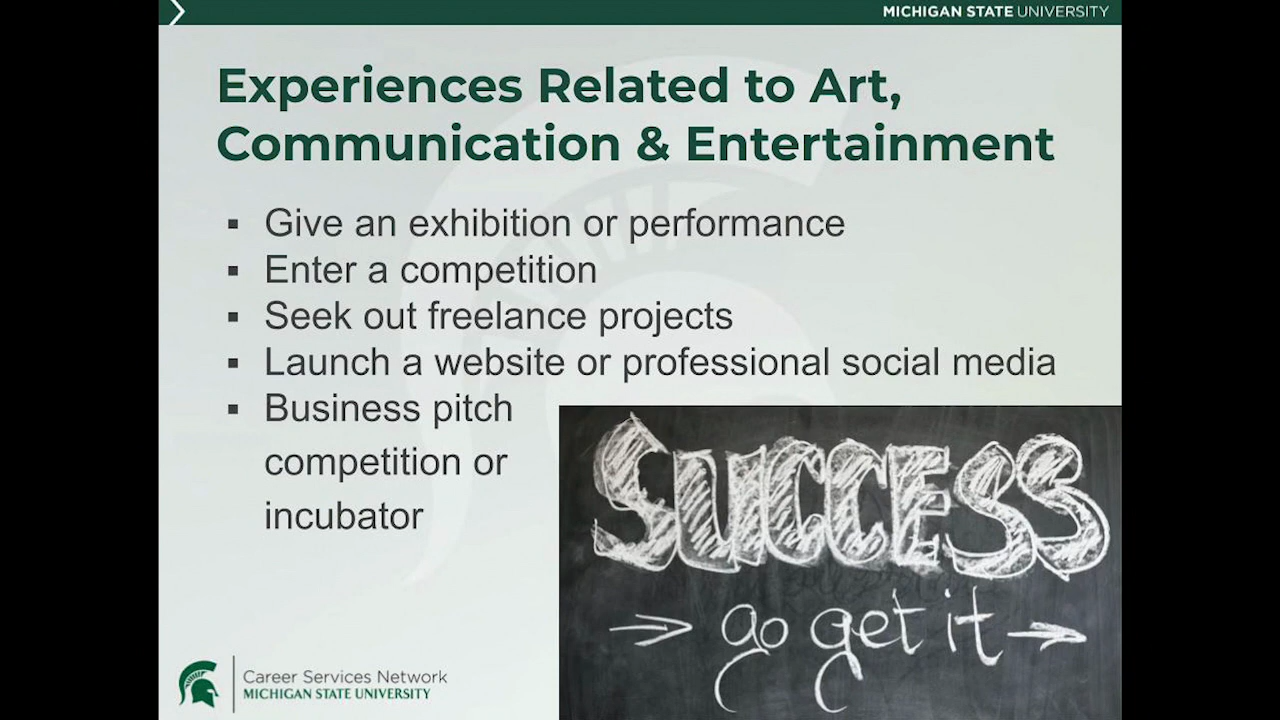 MICHIGAN STATE UNIVERSITY
Experiences Related to Art,
Communication & Entertainment
▪ Give an exhibition or performance
▪ Enter a competition
▪ Seek out freelance projects
▪ Launch a website or professional social media
▪ Business pitch
competition or
incubator
SUCCESS
→ go get it →
Career Services Network
MICHIGAN STATE UNIVERSITY